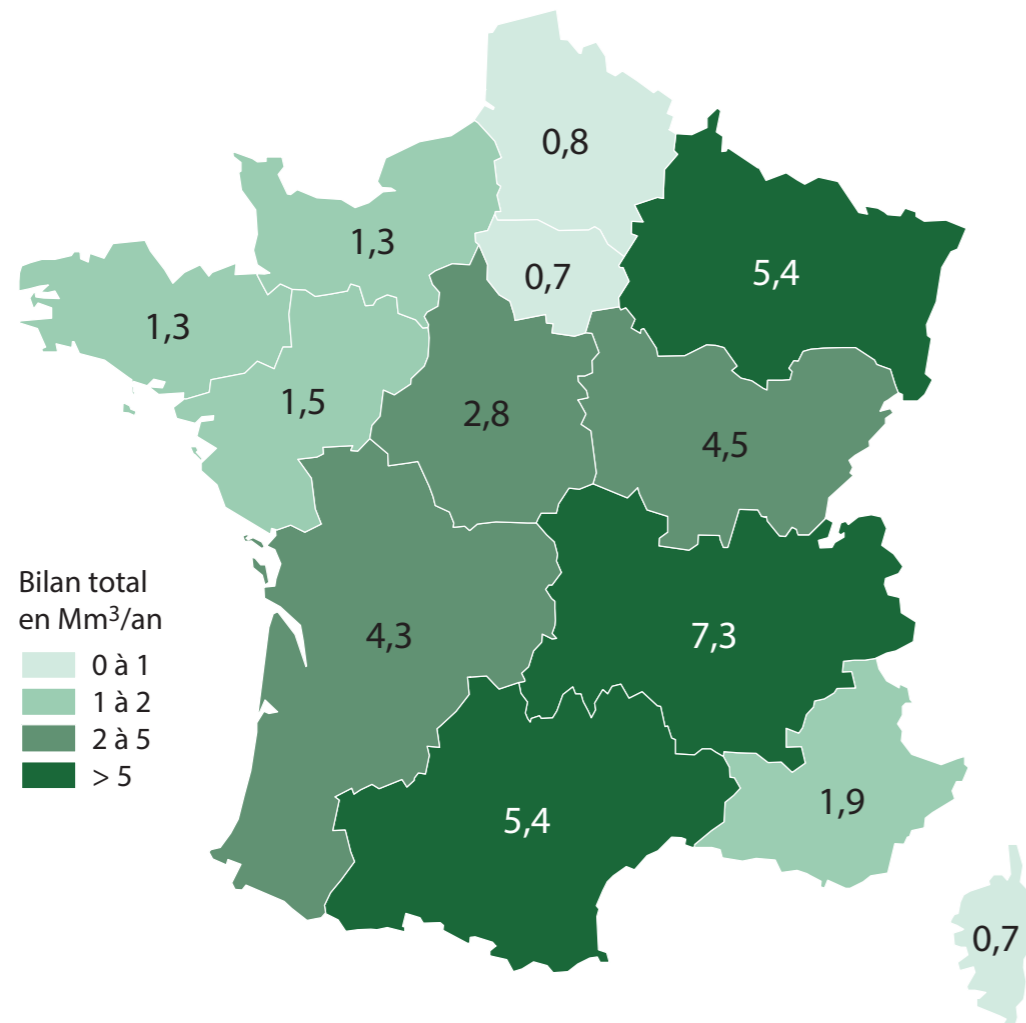 0,8
1,3
0,7
5,4
1,3
1,5
2,8
4,5
Bilan total
en Mm³/an
0 à 1
1 à 2
2 à 5
> 5
4,3
7,3
1,9
5,4
0,7